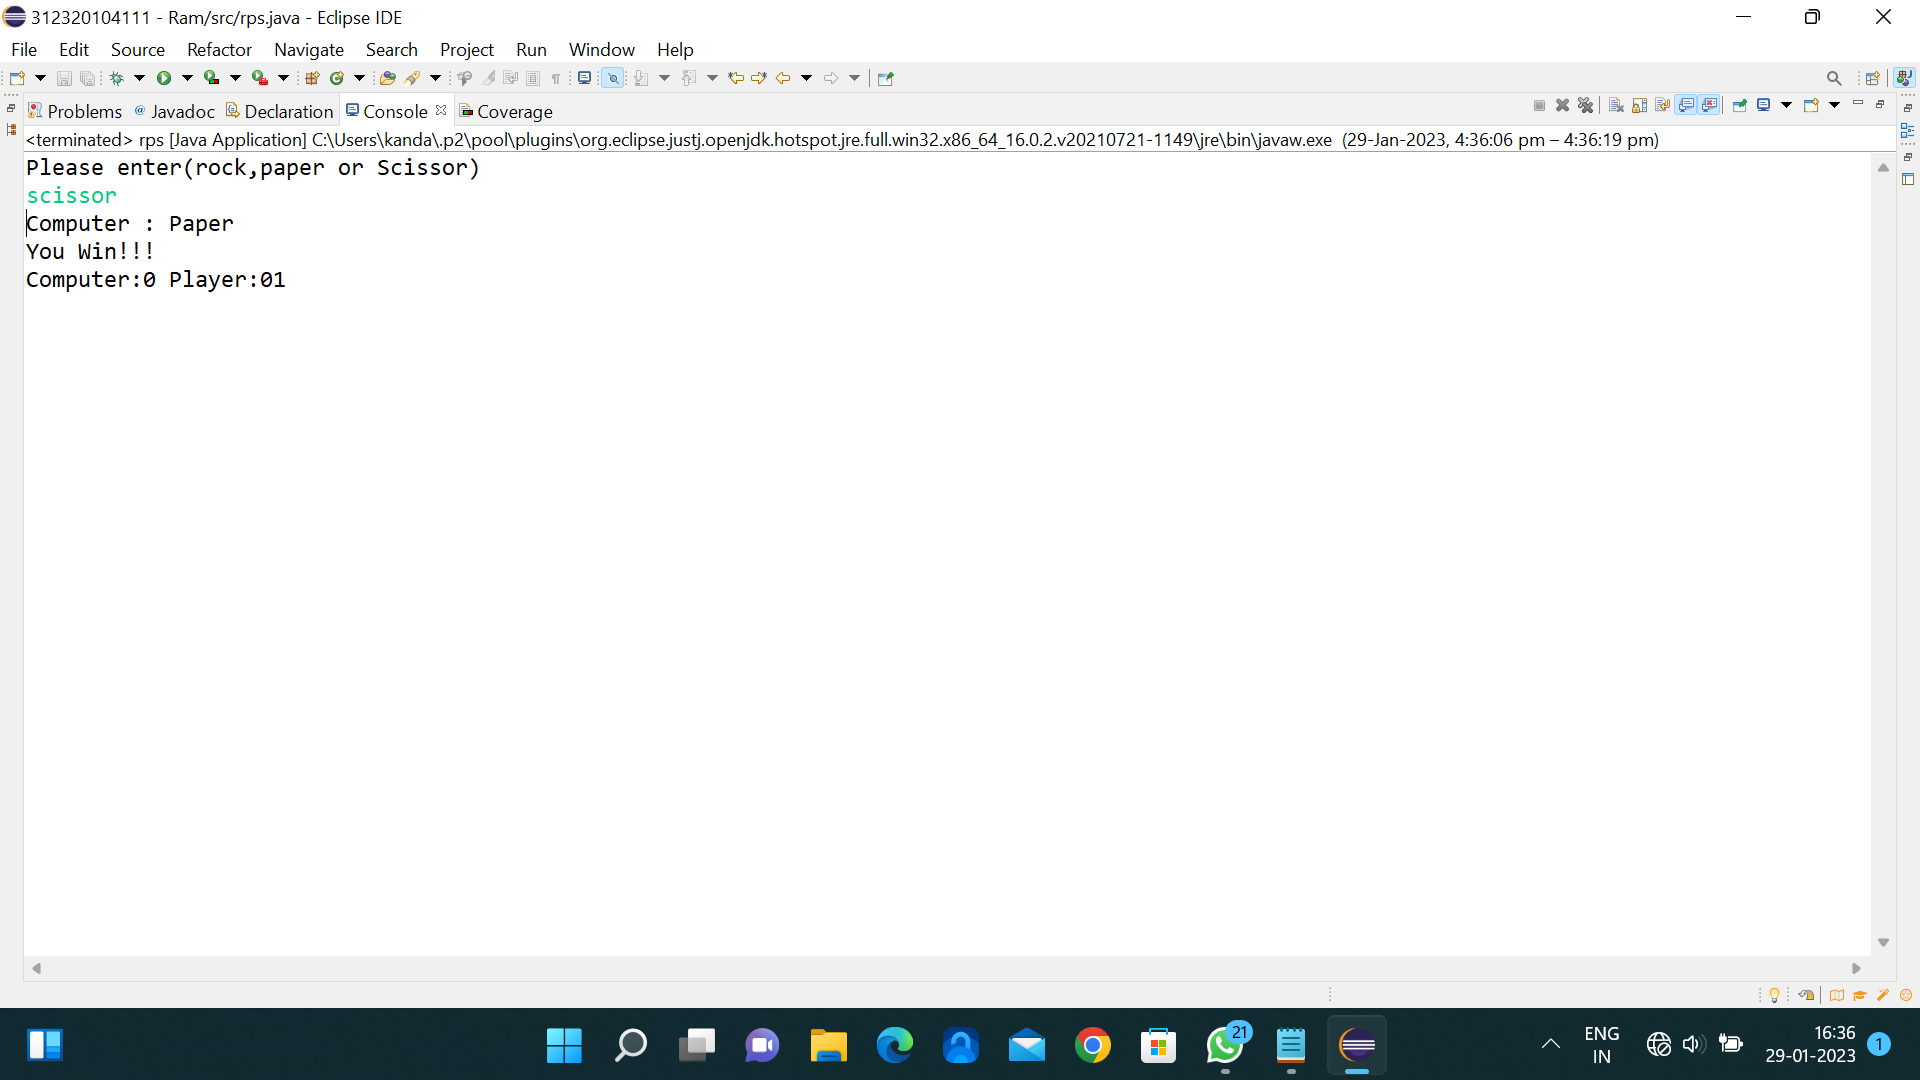 312320104111 - Ram/src/rps.java - Eclipse IDE
File Edit Source Refactor Navigate Search Project Run Window Help
Problems @ Javadoc Declaration Console Coverage
<terminated> rps [Java Application] C:\Users\kanda\.p2\pool\plugins\org.eclipse.justj.openjdk.hotspot.jre.full.win32.x86_64_16.0.2.v20210721-1149\jre\bin\javaw.exe (29-Jan-2023, 4:36:06 pm – 4:36:19 pm)
Please enter(rock,paper or Scissor)
scissor
Computer : Paper
You Win!!!
Computer:0 Player:01
21
ENG
IN
16:36
29-01-2023
1